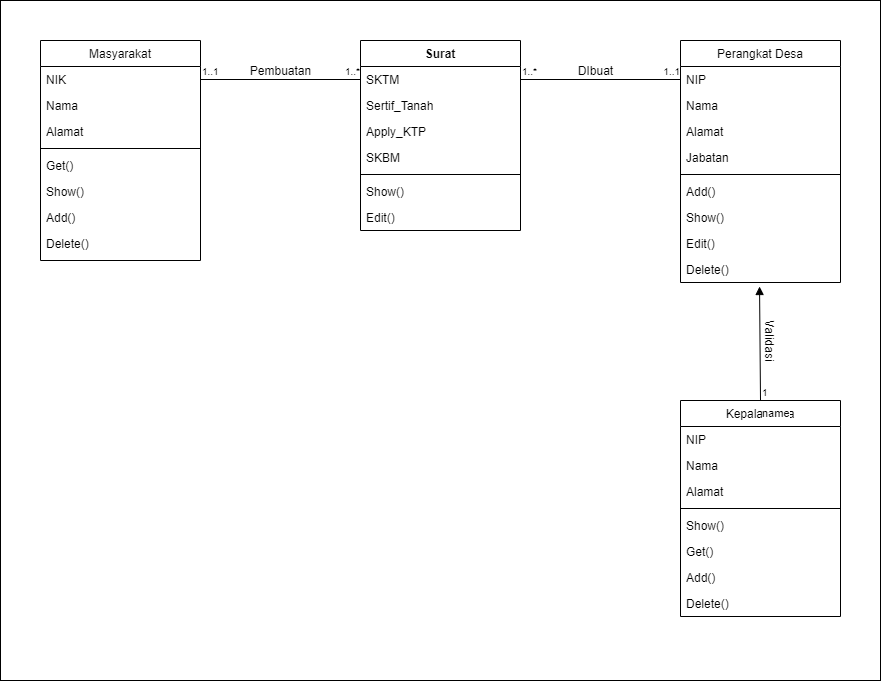 Masyarakat
NIK
Nama
Alamat
Get()
Show()
Add()
Delete()
1..1
Pembuatan
1..*
Surat
SKTM
Sertif_Tanah
Apply_KTP
SKBM
Show()
Edit()
1..*
DIbuat
1..1
Perangkat Desa
NIP
Nama
Alamat
Jabatan
Add()
Show()
Edit()
Delete()
Validasi
1
NIP
Nama
Alamat
Show()
Get()
Add()
Delete()